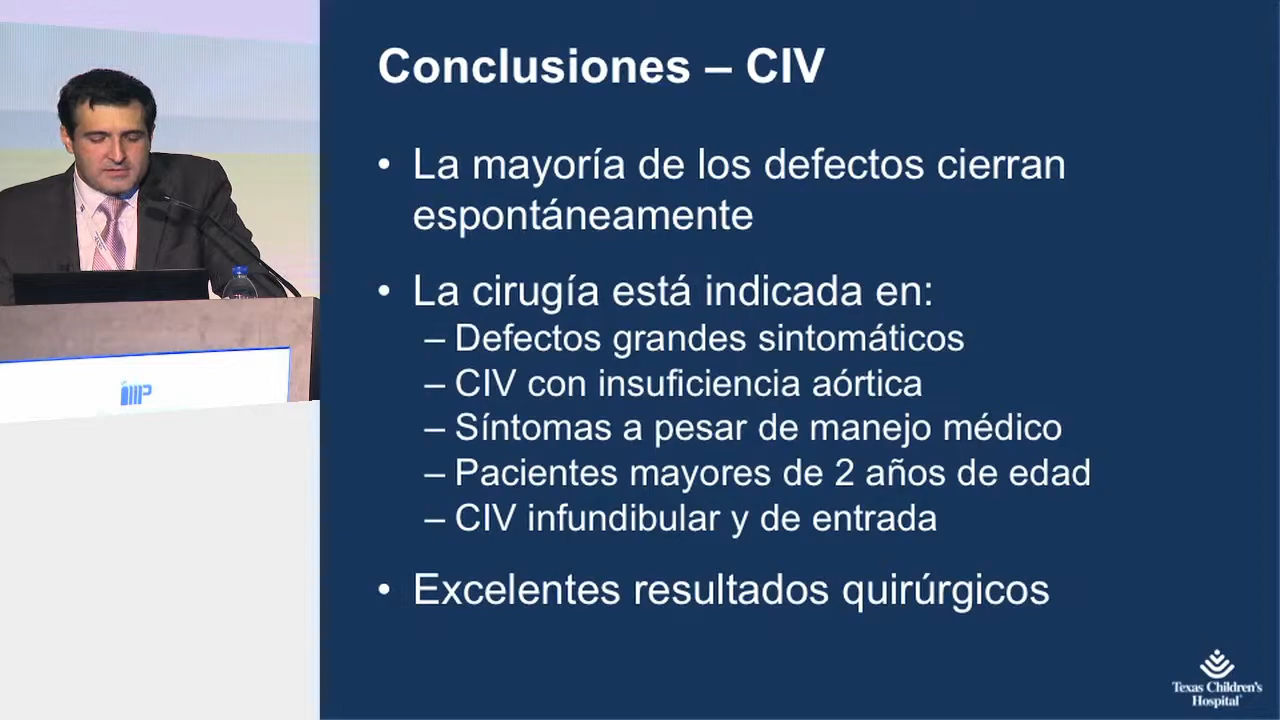 Conclusiones – CIV
• La mayoría de los defectos cierran
espontáneamente
• La cirugía está indicada en:
– Defectos grandes sintomáticos
– CIV con insuficiencia aórtica
– Síntomas a pesar de manejo médico
– Pacientes mayores de 2 años de edad
– CIV infundibular y de entrada
• Excelentes resultados quirúrgicos
Texas Children's
Hospital